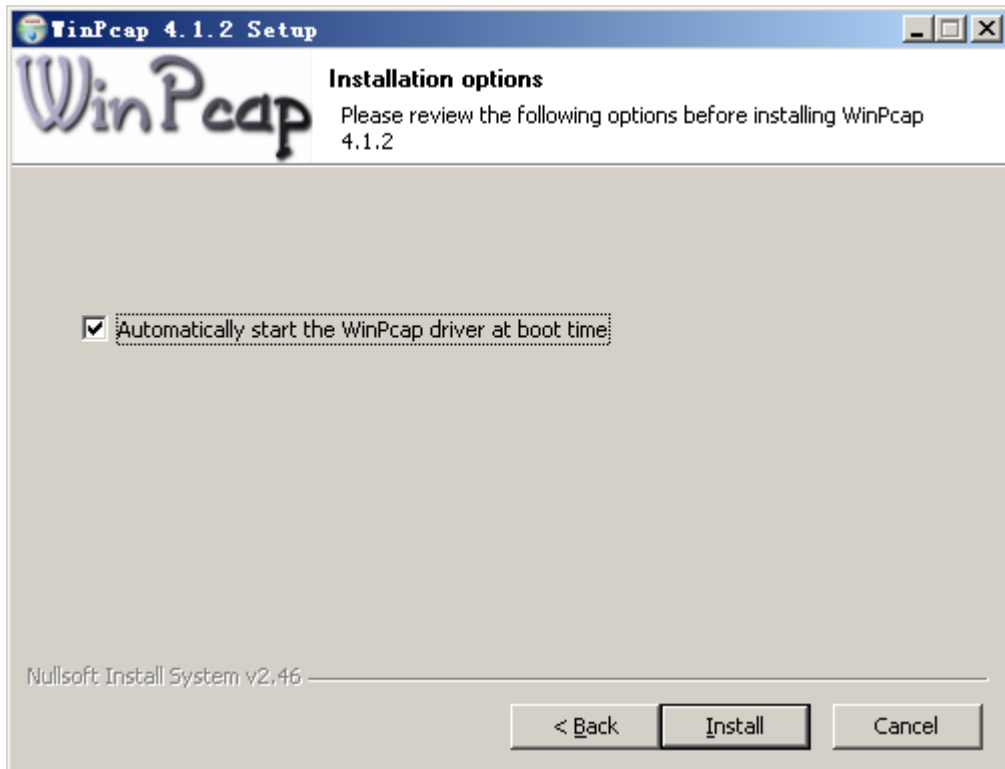 WinPcap 4.1.2 Setup
WinPcap
Installation options
Please review the following options before installing WinPcap
4.1.2
Automatically start the WinPcap driver at boot time
Nullsoft Install System v2.46
< Back
Install
Cancel